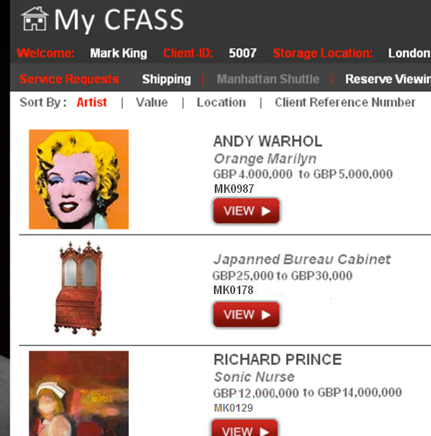 My CFASS
Welcome: Mark King Client-ID: 5007 Storage Location: London
Service Requests Shipping | Manhattan Shuttle | Reserve Viewin
Sort By : Artist | Value | Location | Client Reference Number
ANDY WARHOL
Orange Marilyn
GBP 4,000,000 to GBP 5,000,000
MK0987
VIEW
Japanned Bureau Cabinet
GBP25,000 to GBP30,000
MK0178
VIEW
RICHARD PRINCE
Sonic Nurse
GBP 12,000,000 to GBP14,000,000
MK0129
VIEW